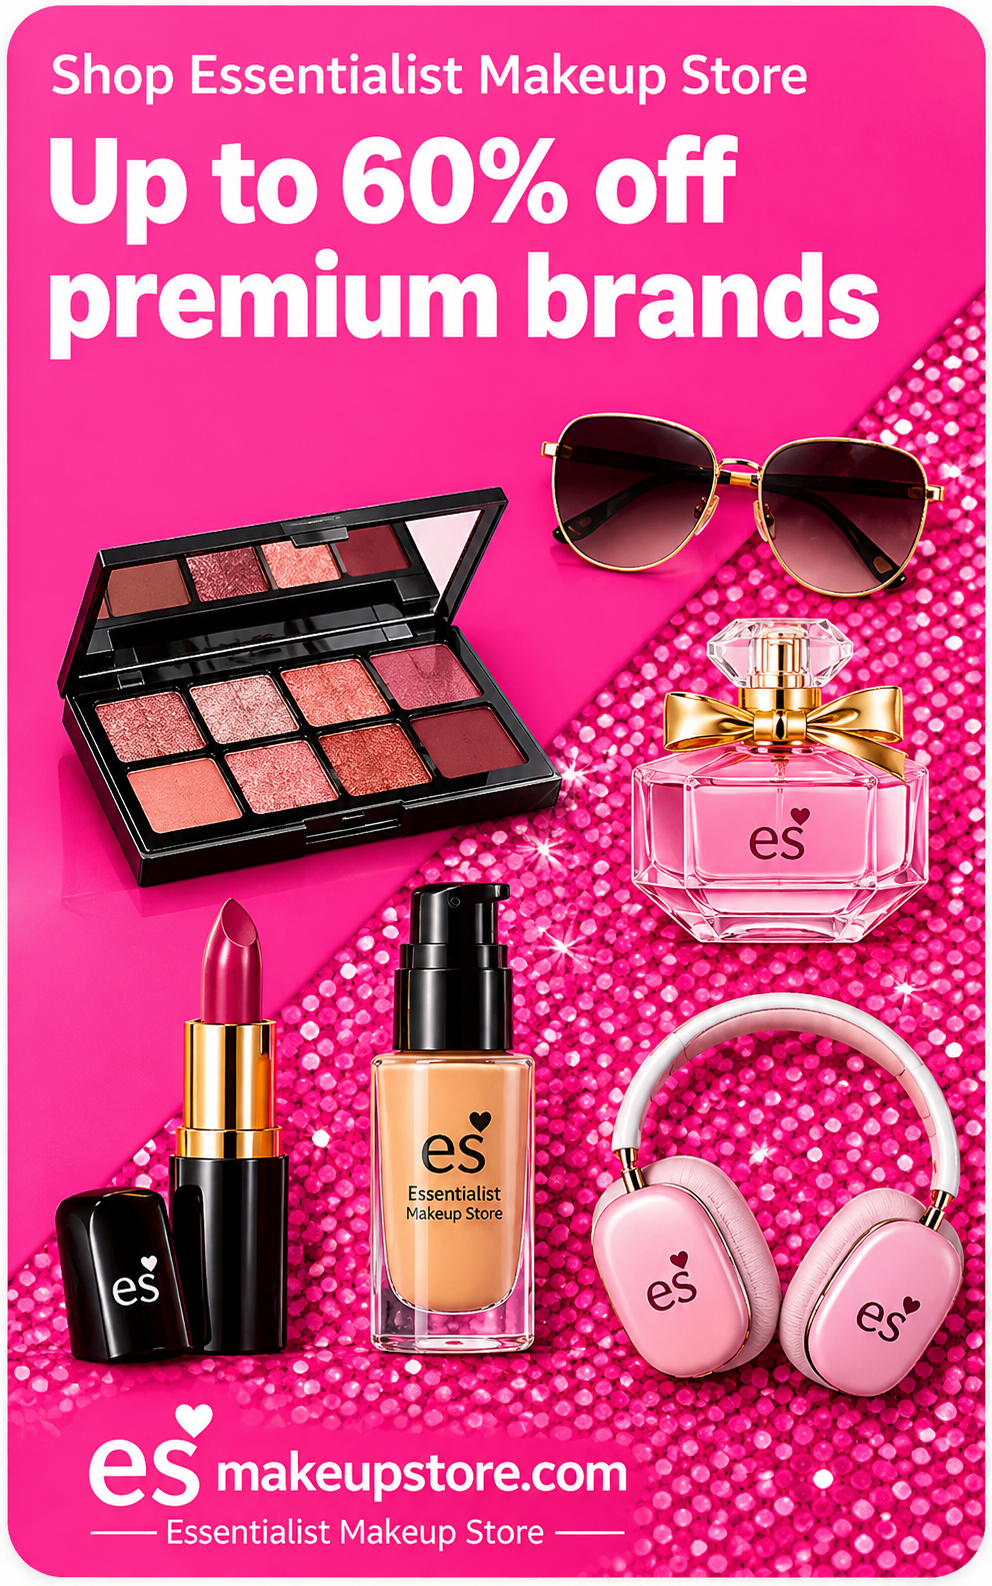 Shop Essentialist Makeup Store
Up to 60% off
premium brands
es
es
Essentialist
Makeup Store
es
es
es
es makeupstore.com
Essentialist Makeup Store